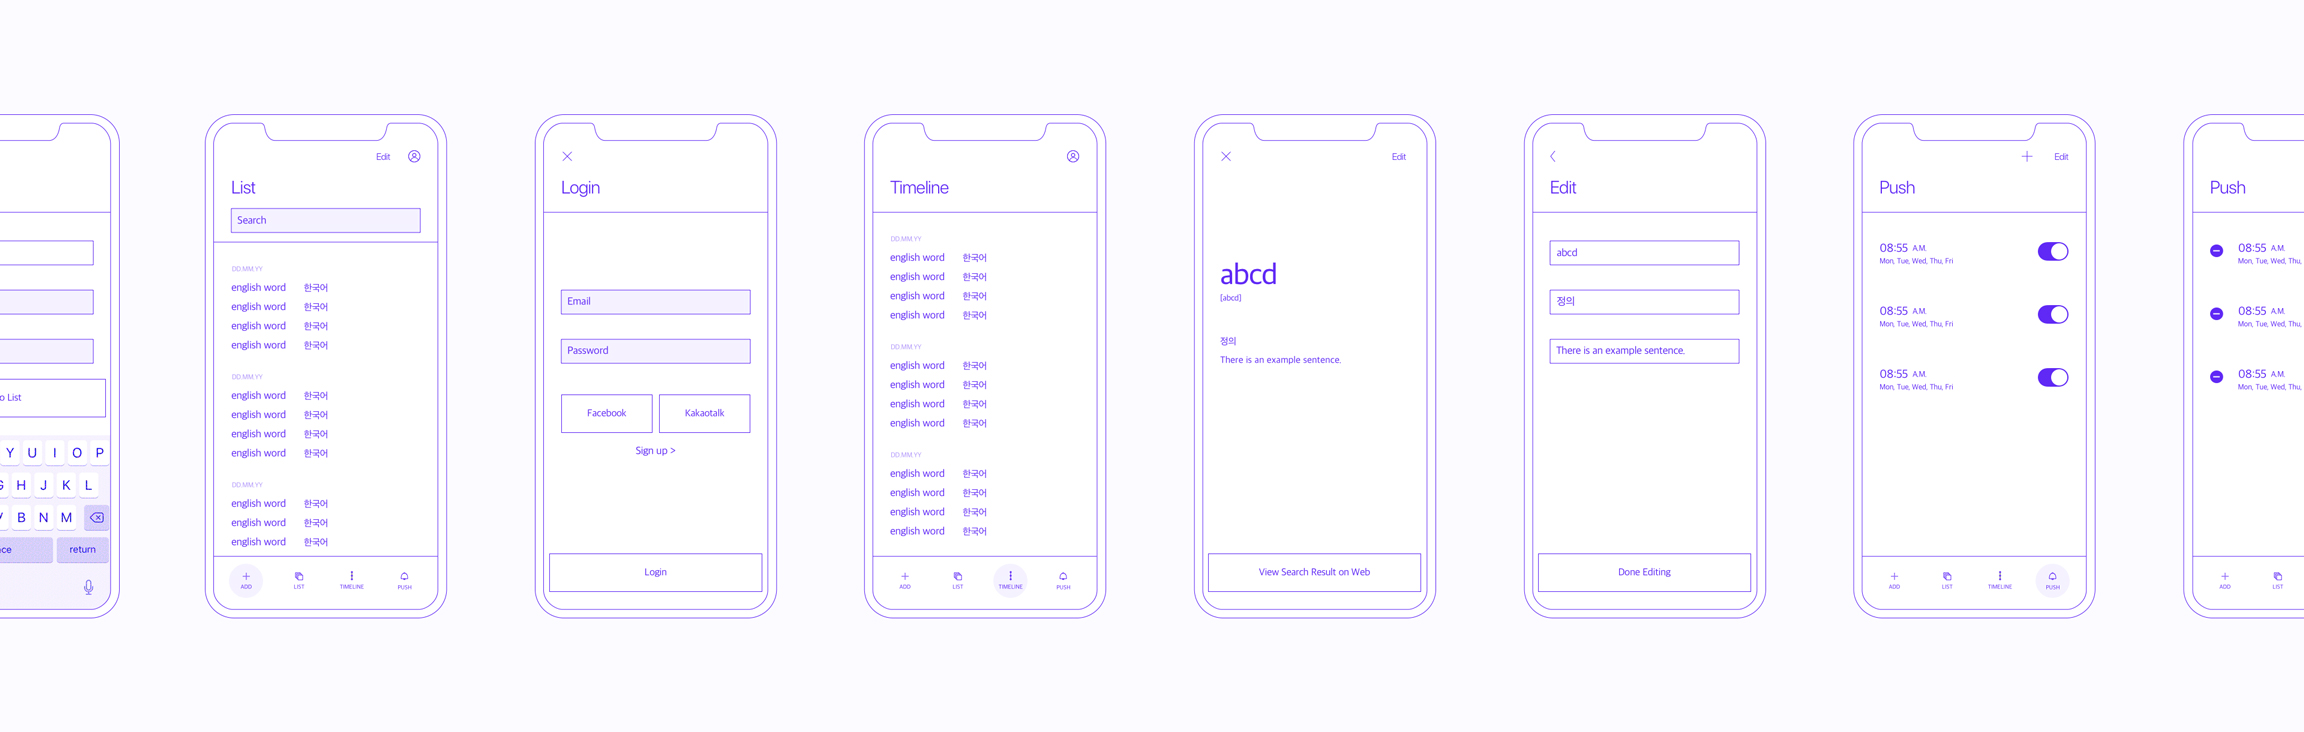 Y U I O P
H J K L
B N M
return
List
Edit
List
Search
DD.MM.YY
english word 한국어
english word 한국어
english word 한국어
english word 한국어
DD.MM.YY
english word 한국어
english word 한국어
english word 한국어
english word 한국어
DD.MM.YY
english word 한국어
english word 한국어
english word 한국어
ADD LIST TIMELINE PUSH
Login
Email
Password
Facebook Kakaotalk
Sign up >
Login
Timeline
DD.MM.YY
english word 한국어
english word 한국어
english word 한국어
english word 한국어
DD.MM.YY
english word 한국어
english word 한국어
english word 한국어
english word 한국어
DD.MM.YY
english word 한국어
english word 한국어
english word 한국어
english word 한국어
ADD LIST TIMELINE PUSH
Edit
abcd
[abcd]
정의
There is an example sentence.
View Search Result on Web
Edit
abcd
정의
There is an example sentence.
Done Editing
Edit
Push
08:55 A.M.
Mon, Tue, Wed, Thu, Fri
08:55 A.M.
Mon, Tue, Wed, Thu, Fri
08:55 A.M.
Mon, Tue, Wed, Thu, Fri
ADD LIST TIMELINE PUSH
Push
08:55 A.M.
Mon, Tue, Wed, Thu,
08:55 A.M.
Mon, Tue, Wed, Thu,
08:55 A.M.
Mon, Tue, Wed, Thu,
ADD LIST